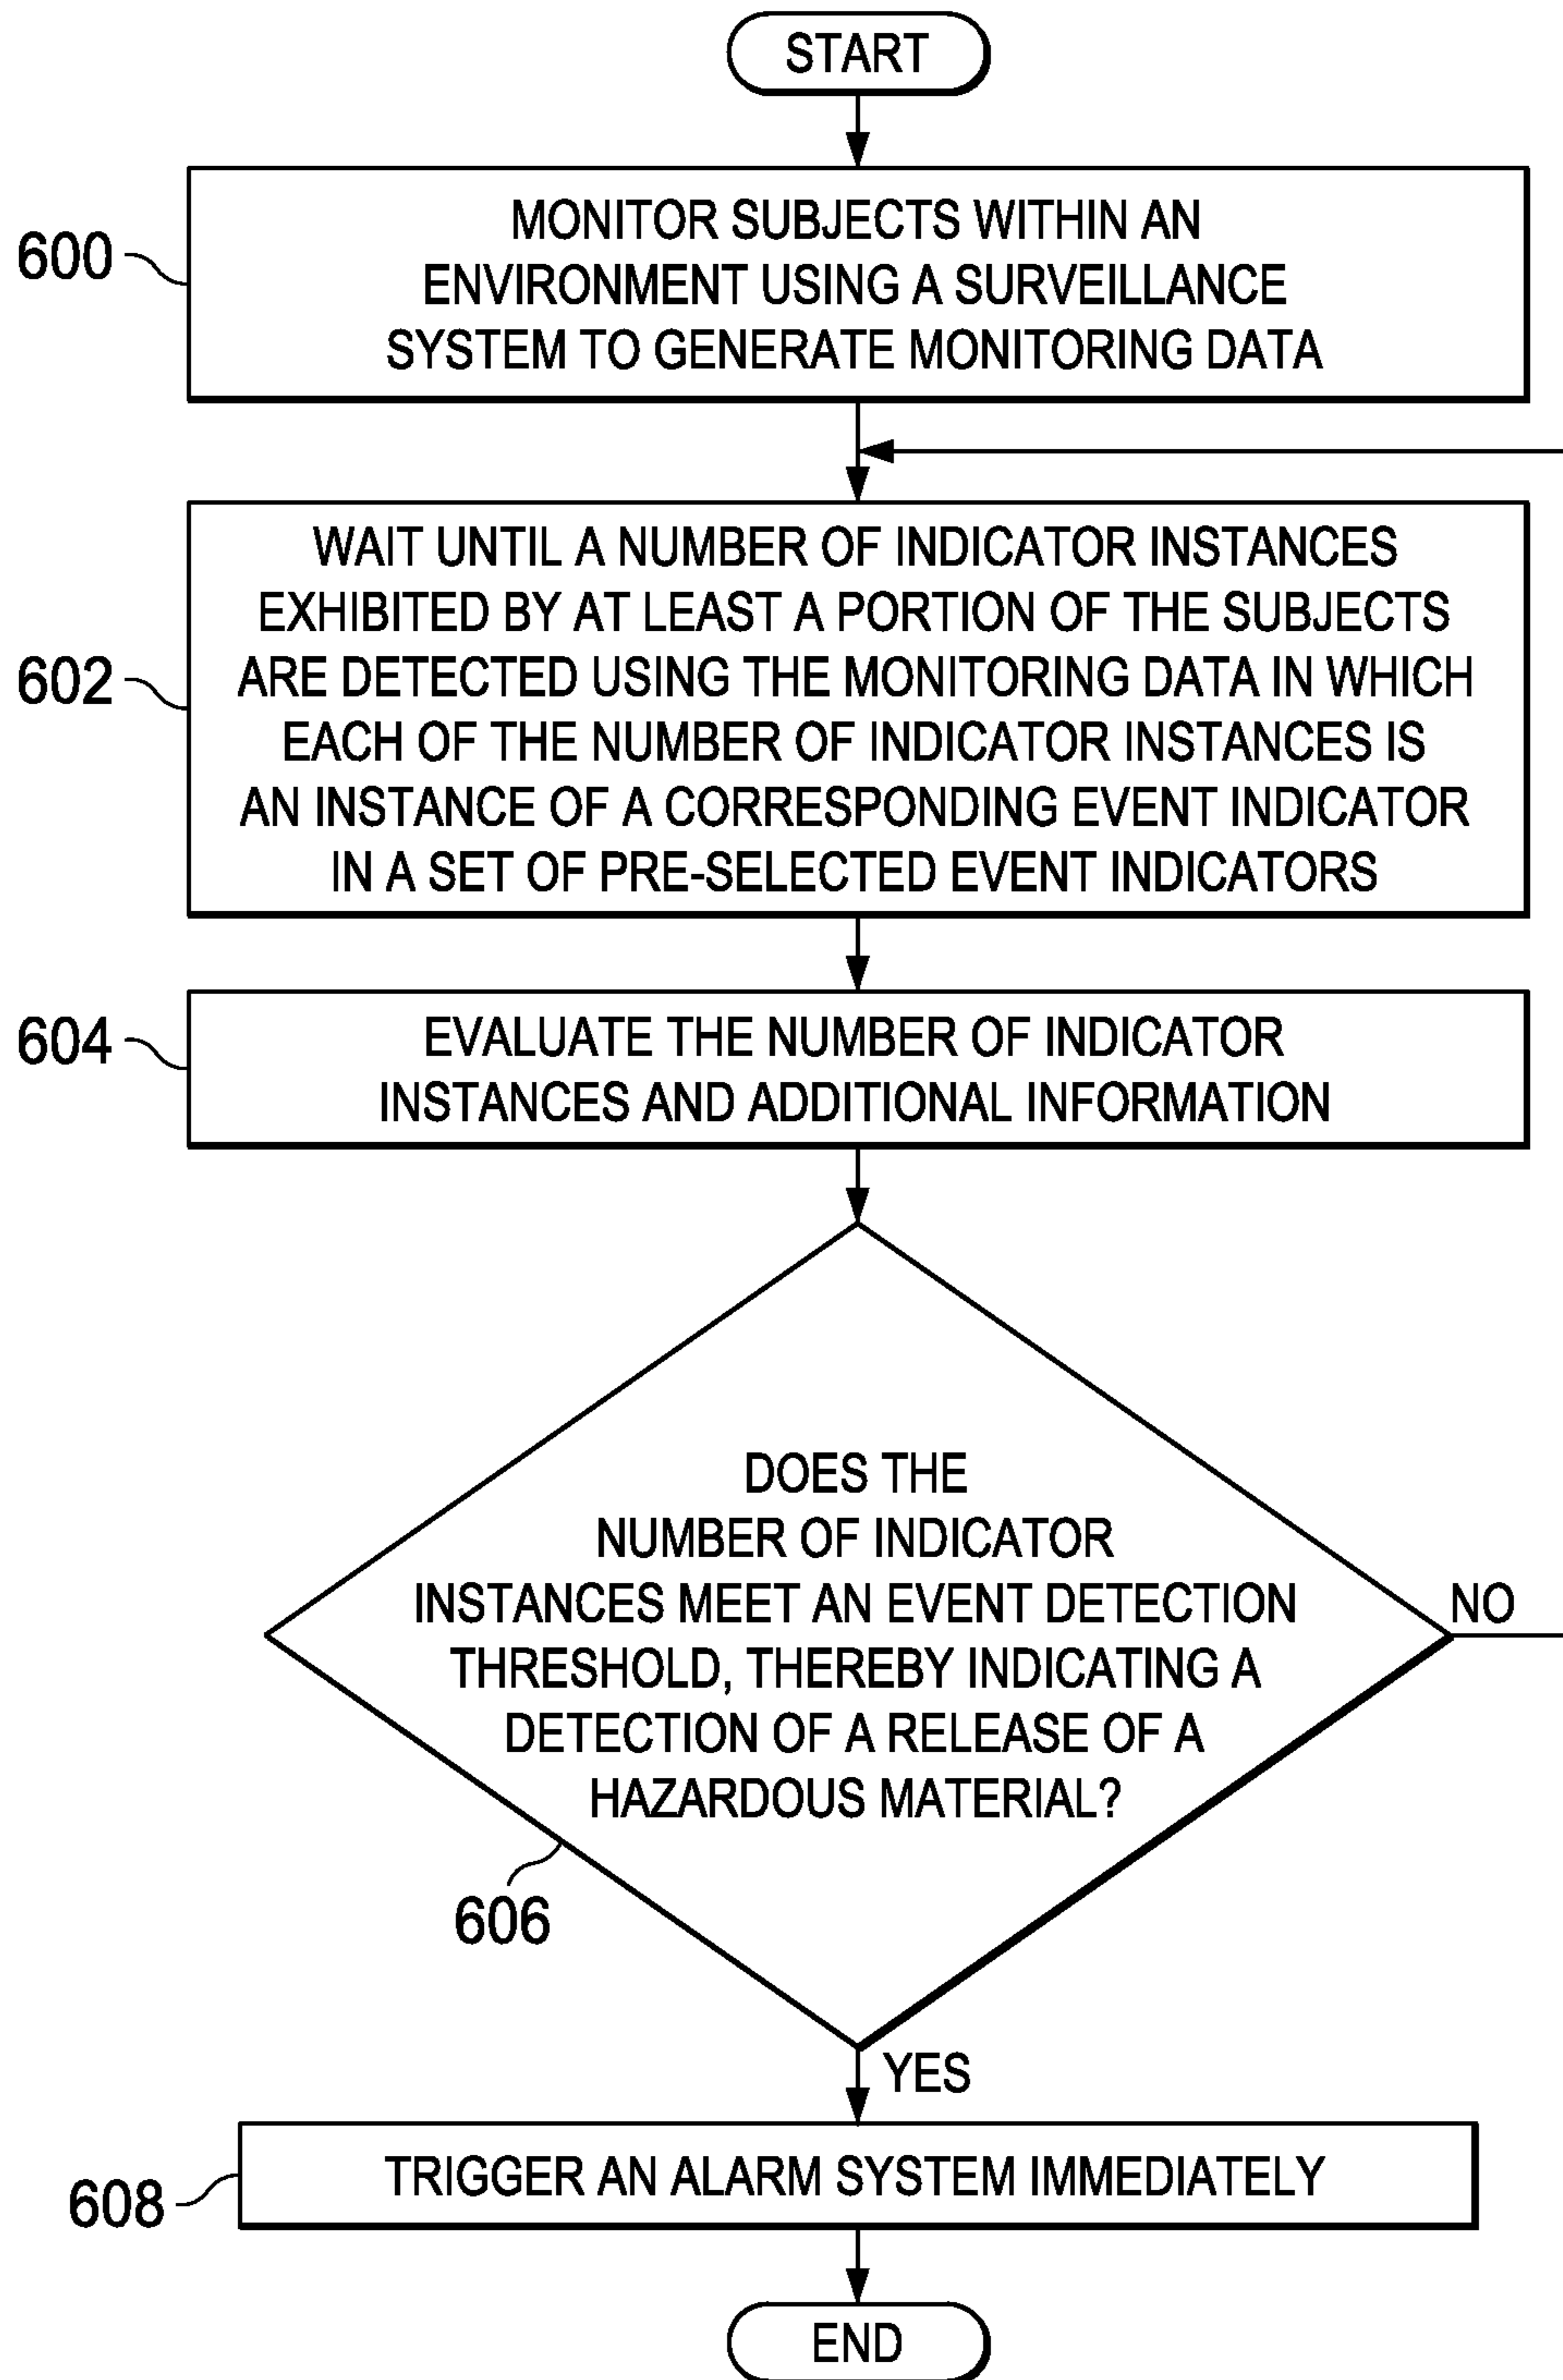 START
600
MONITOR SUBJECTS WITHIN AN
ENVIRONMENT USING A SURVEILLANCE
SYSTEM TO GENERATE MONITORING DATA
602
WAIT UNTIL A NUMBER OF INDICATOR INSTANCES
EXHIBITED BY AT LEAST A PORTION OF THE SUBJECTS
ARE DETECTED USING THE MONITORING DATA IN WHICH
EACH OF THE NUMBER OF INDICATOR INSTANCES IS
AN INSTANCE OF A CORRESPONDING EVENT INDICATOR
IN A SET OF PRE-SELECTED EVENT INDICATORS
604
EVALUATE THE NUMBER OF INDICATOR
INSTANCES AND ADDITIONAL INFORMATION
DOES THE
NUMBER OF INDICATOR
INSTANCES MEET AN EVENT DETECTION
THRESHOLD, THEREBY INDICATING A
DETECTION OF A RELEASE OF A
HAZARDOUS MATERIAL?
NO
606
YES
608
TRIGGER AN ALARM SYSTEM IMMEDIATELY
END